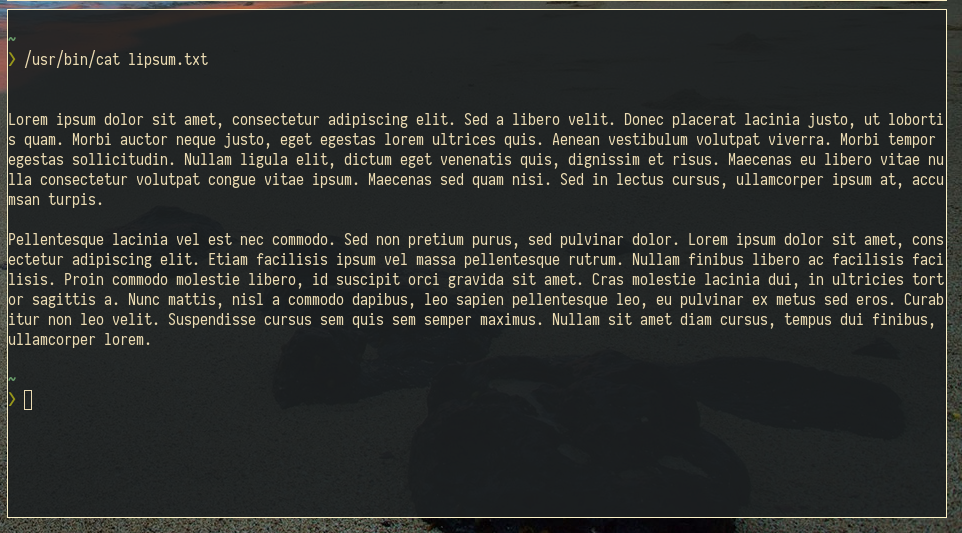 ~
❯ /usr/bin/cat lipsum.txt
Lorem ipsum dolor sit amet, consectetur adipiscing elit. Sed a libero velit. Donec placerat lacinia justo, ut loborti
s quam. Morbi auctor neque justo, eget egestas lorem ultrices quis. Aenean vestibulum volutpat viverra. Morbi tempor
egestas sollicitudin. Nullam ligula elit, dictum eget venenatis quis, dignissim et risus. Maecenas eu libero vitae nu
lla consectetur volutpat congue vitae ipsum. Maecenas sed quam nisi. Sed in lectus cursus, ullamcorper ipsum at, accu
msan turpis.
Pellentesque lacinia vel est nec commodo. Sed non pretium purus, sed pulvinar dolor. Lorem ipsum dolor sit amet, cons
ectetur adipiscing elit. Etiam facilisis ipsum vel massa pellentesque rutrum. Nullam finibus libero ac facilisis faci
lisis. Proin commodo molestie libero, id suscipit orci gravida sit amet. Cras molestie lacinia dui, in ultricies tort
or sagittis a. Nunc mattis, nisl a commodo dapibus, leo sapien pellentesque leo, eu pulvinar ex metus sed eros. Curab
itur non leo velit. Suspendisse cursus sem quis sem semper maximus. Nullam sit amet diam cursus, tempus dui finibus,
ullamcorper lorem.
~
❯